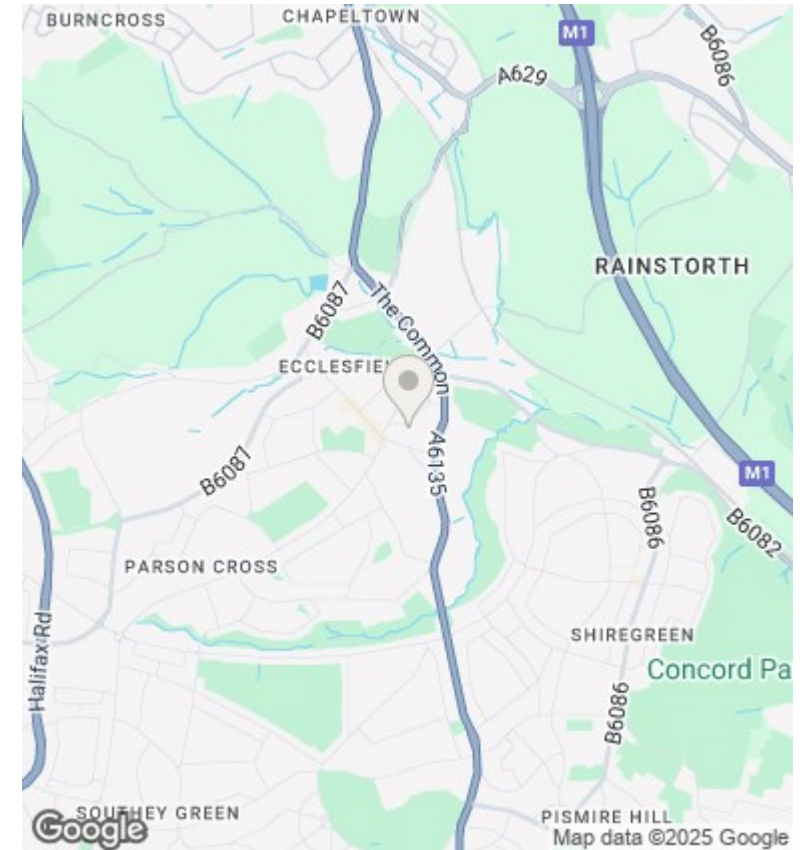 BURNCROSS
CHAPELTOWN
M1
B6086
A629
RAINSTORTH
B6087
The Common
ECCLESFIE
A6135
B6087
M1
B6086
B6082
PARSON CROSS
Halifax Rd
SHIREGREEN
Concord Pa
B6086
SOUTHEY GREEN
PISMIRE HILL
Google
Map data ©2025 Google